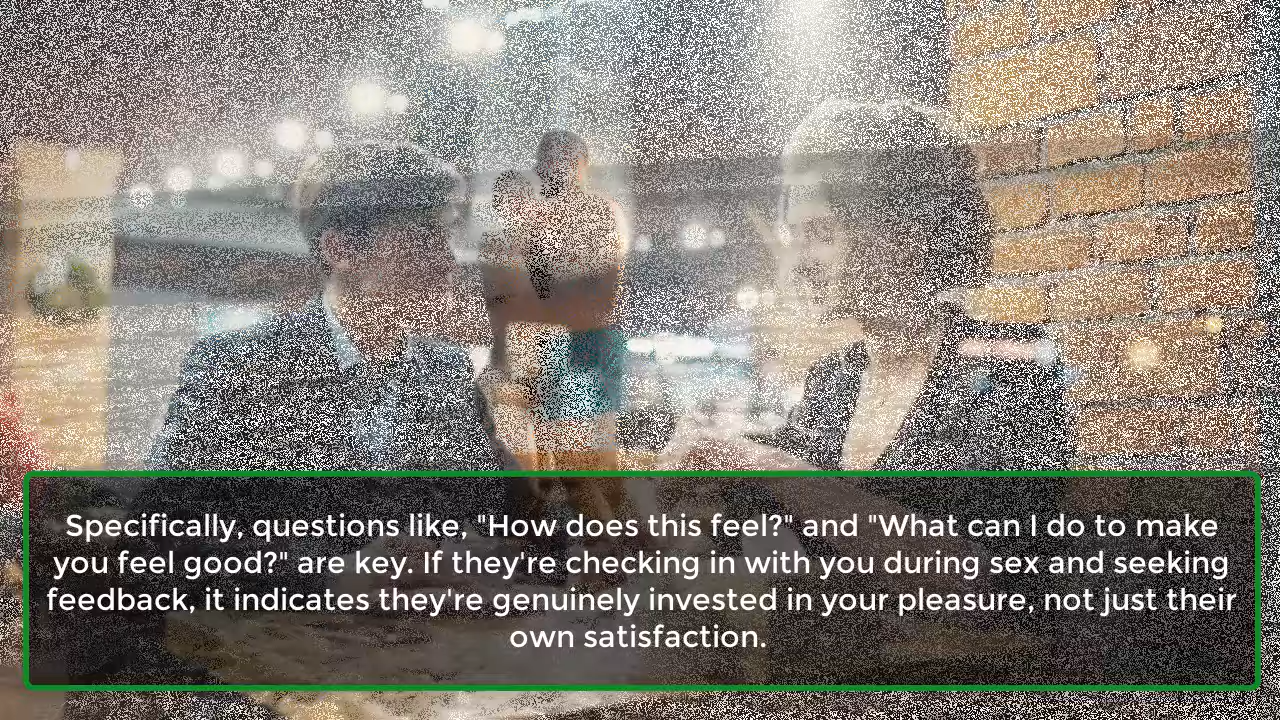 Specifically, questions like, "How does this feel?" and "What can I do to make
you feel good?" are key. If they're checking in with you during sex and seeking
feedback, it indicates they're genuinely invested in your pleasure, not just their
own satisfaction.